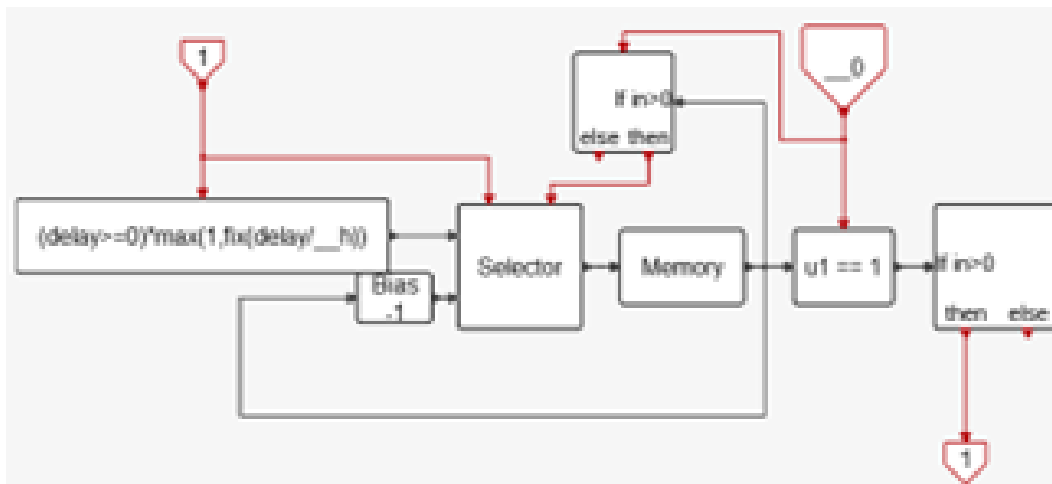 1
__0
If in>0
else then
(delay>=0)*max(1,fix(delay/__h))
Bias
-1
Selector
Memory
u1 == 1
If in>0
then else
1